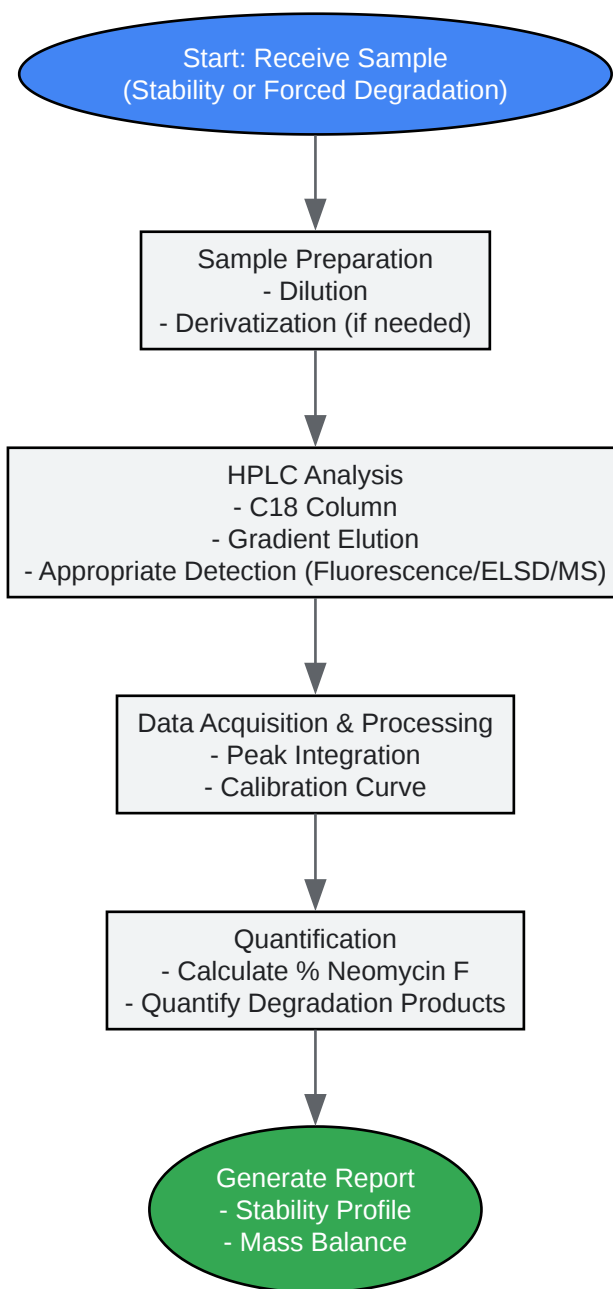 Start: Receive Sample
(Stability or Forced Degradation)
Sample Preparation
- Dilution
- Derivatization (if needed)
HPLC Analysis
- C18 Column
- Gradient Elution
- Appropriate Detection (Fluorescence/ELSD/MS)
Data Acquisition & Processing
- Peak Integration
- Calibration Curve
Quantification
- Calculate % Neomycin F
- Quantify Degradation Products
Generate Report
- Stability Profile
- Mass Balance